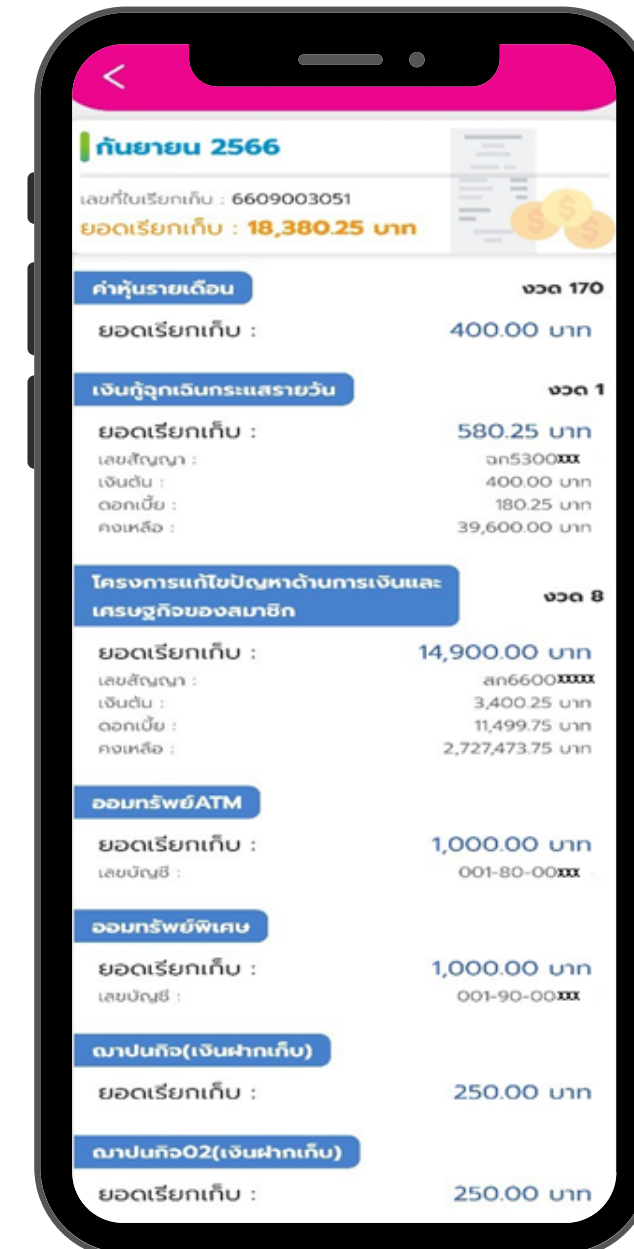 กันยายน 2566
เลขที่ใบเรียกเก็บ : 6609003051
ยอดเรียกเก็บ : 18,380.25 บาท
ค่าหุ้นรายเดือน งวด 170
ยอดเรียกเก็บ : 400.00 บาท
เงินกู้ฉุกเฉินกระแสรายวัน งวด 1
ยอดเรียกเก็บ : 580.25 บาท
เลขสัญญา : ฉก5300xxx
เงินต้น : 400.00 บาท
ดอกเบี้ย : 180.25 บาท
คงเหลือ : 39,600.00 บาท
โครงการแก้ไขปัญหาด้านการเงินและ
เศรษฐกิจของสมาชิก งวด 8
ยอดเรียกเก็บ : 14,900.00 บาท
เลขสัญญา : สก6600xxxxx
เงินต้น : 3,400.25 บาท
ดอกเบี้ย : 11,499.75 บาท
คงเหลือ : 2,727,473.75 บาท
ออมทรัพย์ATM
ยอดเรียกเก็บ : 1,000.00 บาท
เลขบัญชี : 001-80-00xxx
ออมทรัพย์พิเศษ
ยอดเรียกเก็บ : 1,000.00 บาท
เลขบัญชี : 001-90-00xxx
ฌาปนกิจ(เงินฝากเก็บ)
ยอดเรียกเก็บ : 250.00 บาท
ฌาปนกิจ02(เงินฝากเก็บ)
ยอดเรียกเก็บ : 250.00 บาท